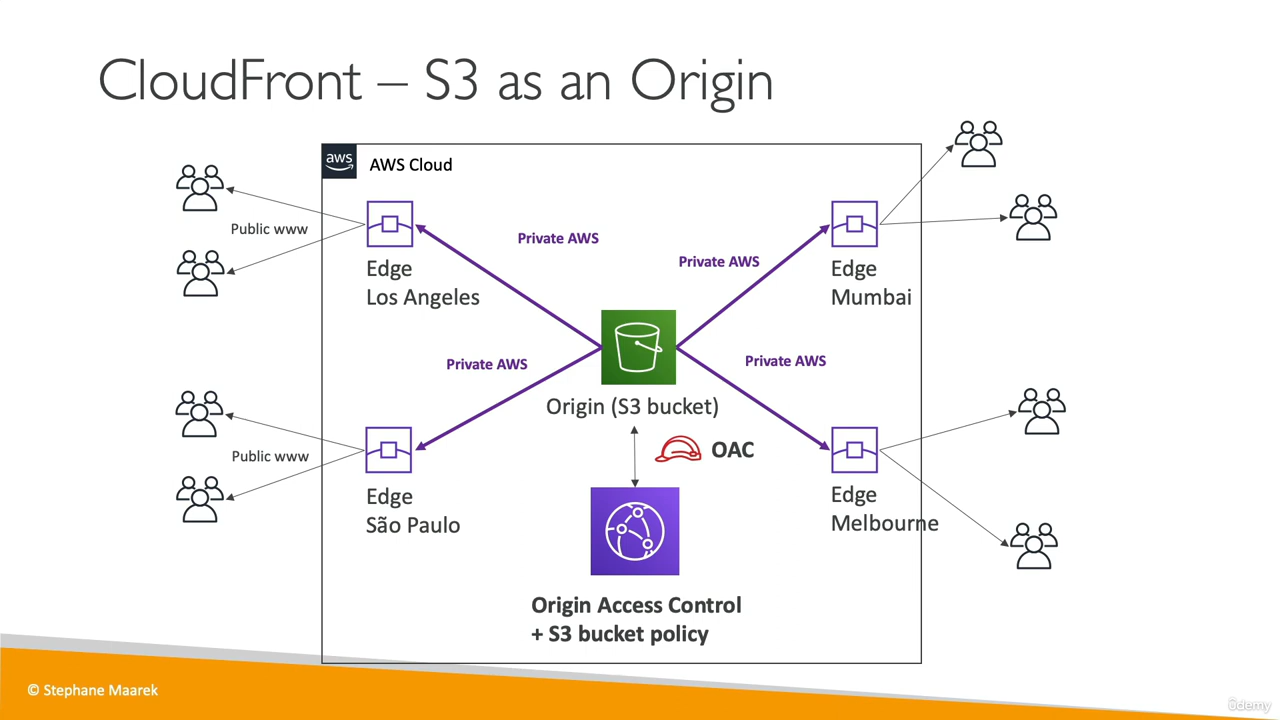 CloudFront – S3 as an Origin
aws
AWS Cloud
Public www
Private AWS
Private AWS
Edge
Los Angeles
Edge
Mumbai
Private AWS
Private AWS
Origin (S3 bucket)
OAC
Public www
Edge
São Paulo
Edge
Melbourne
Origin Access Control
+ S3 bucket policy
© Stephane Maarek
ûdemy